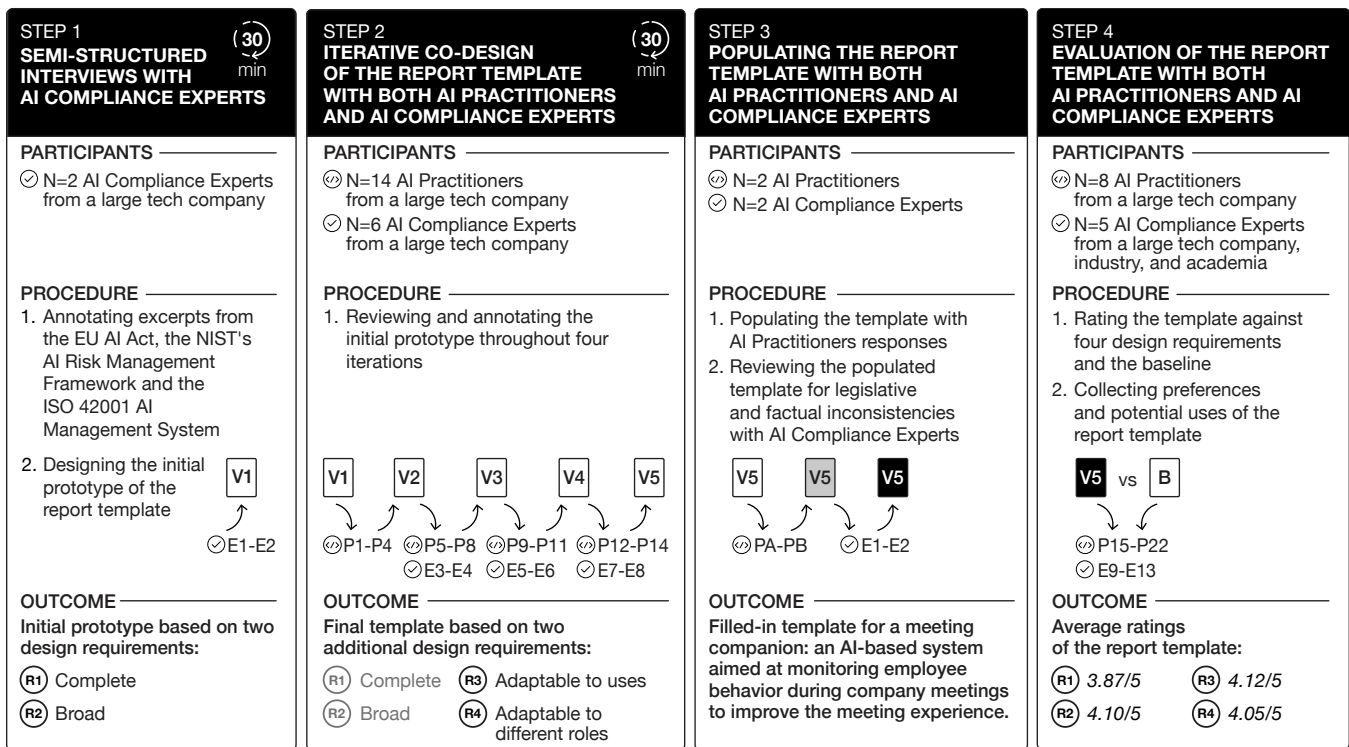 STEP 1
SEMI-STRUCTURED
INTERVIEWS WITH
AI COMPLIANCE EXPERTS
30
min
PARTICIPANTS
N=2 AI Compliance Experts
from a large tech company
PROCEDURE
1. Annotating excerpts from
the EU AI Act, the NIST's
AI Risk Management
Framework and the
ISO 42001 AI
Management System
2. Designing the initial
prototype of the
report template
V1
E1-E2
OUTCOME
Initial prototype based on two
design requirements:
R1 Complete
R2 Broad
STEP 2
ITERATIVE CO-DESIGN
OF THE REPORT TEMPLATE
WITH BOTH AI PRACTITIONERS
AND AI COMPLIANCE EXPERTS
30
min
PARTICIPANTS
N=14 AI Practitioners
from a large tech company
N=6 AI Compliance Experts
from a large tech company
PROCEDURE
1. Reviewing and annotating the
initial prototype throughout four
iterations
V1 V2 V3 V4 V5
P1-P4 P5-P8 P9-P11 P12-P14
E3-E4 E5-E6 E7-E8
OUTCOME
Final template based on two
additional design requirements:
R1 Complete R3 Adaptable to uses
R2 Broad R4 Adaptable to
different roles
STEP 3
POPULATING THE REPORT
TEMPLATE WITH BOTH
AI PRACTITIONERS AND AI
COMPLIANCE EXPERTS
PARTICIPANTS
N=2 AI Practitioners
N=2 AI Compliance Experts
PROCEDURE
1. Populating the template with
AI Practitioners responses
2. Reviewing the populated
template for legislative
and factual inconsistencies
with AI Compliance Experts
V5 V5 V5
PA-PB E1-E2
OUTCOME
Filled-in template for a meeting
companion: an AI-based system
aimed at monitoring employee
behavior during company meetings
to improve the meeting experience.
STEP 4
EVALUATION OF THE REPORT
TEMPLATE WITH BOTH
AI PRACTITIONERS AND AI
COMPLIANCE EXPERTS
PARTICIPANTS
N=8 AI Practitioners
from a large tech company
N=5 AI Compliance Experts
from a large tech company,
industry, and academia
PROCEDURE
1. Rating the template against
four design requirements
and the baseline
2. Collecting preferences
and potential uses of the
report template
V5 vs B
P15-P22
E9-E13
OUTCOME
Average ratings
of the report template:
R1 3.87/5 R3 4.12/5
R2 4.10/5 R4 4.05/5